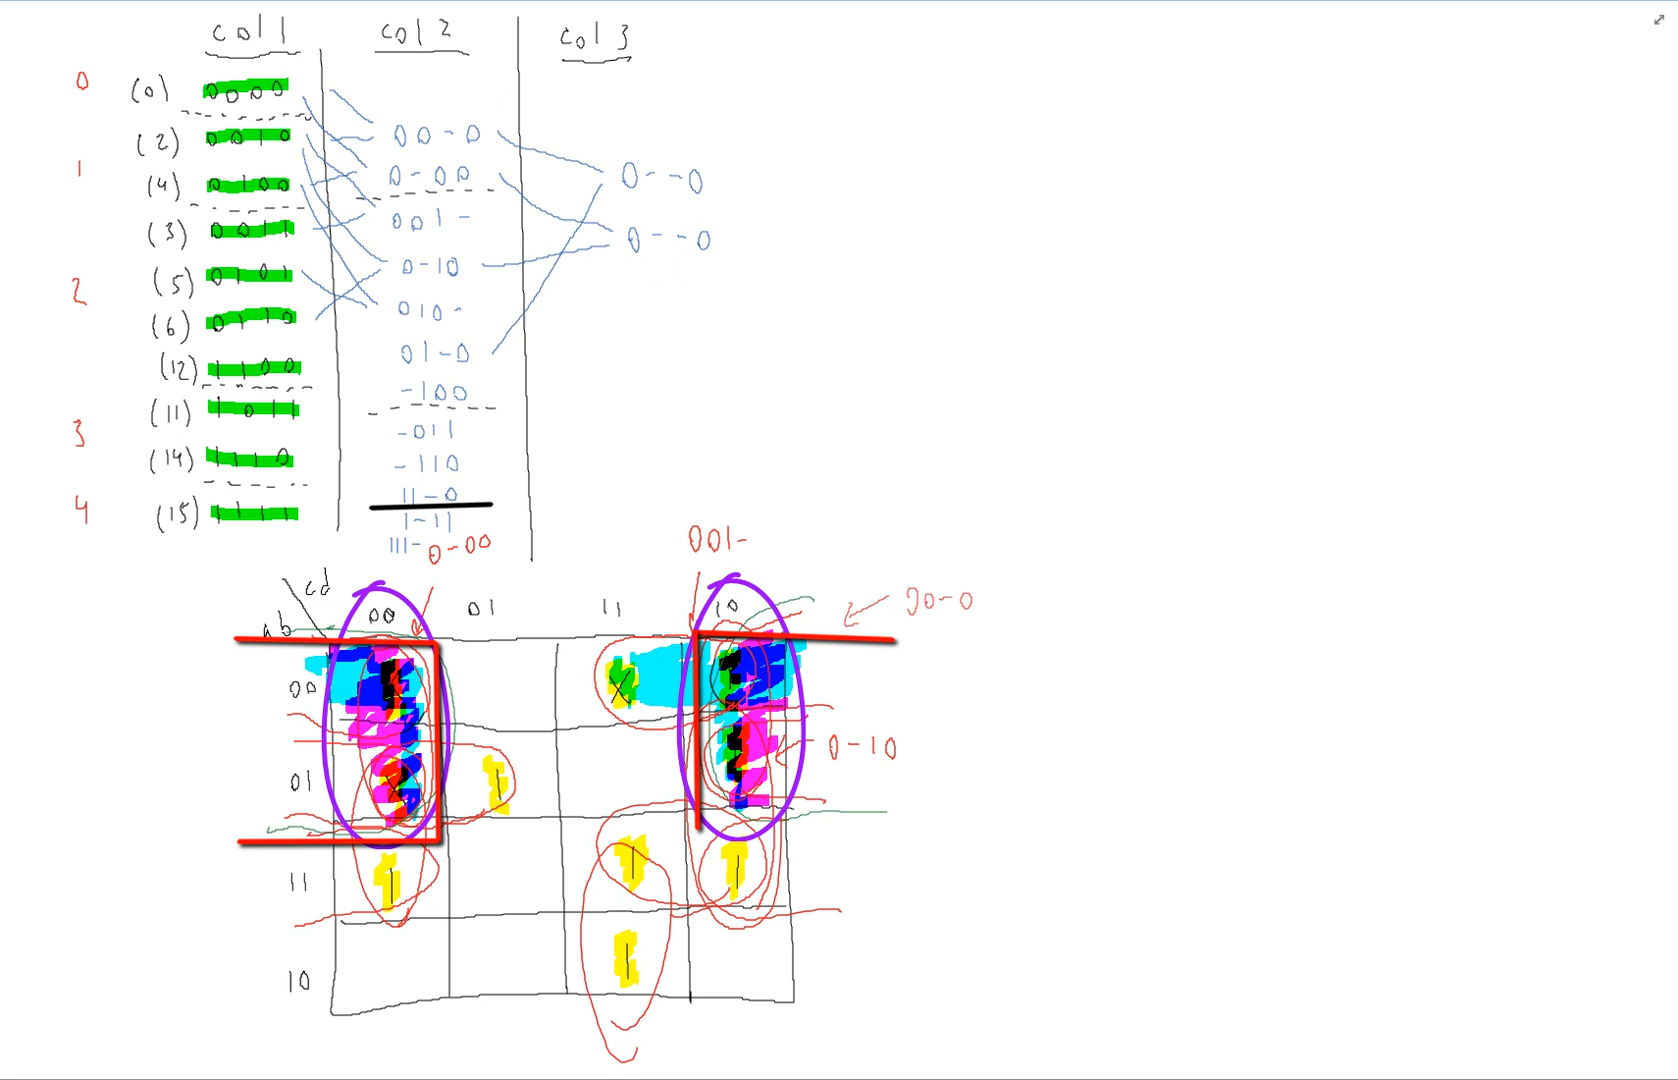 col 1 col 2 col 3
0 (0) 0000
(2) 0010 00-0
1 (4) 0100 0-00 0--0
(3) 0011 001-
0--0
2 (5) 0101 0-10
(6) 0110 010-
(12) 1100 01-0
-100
(11) 1011
3 -011
(14) 1110 -110
4 (15) 1111 11-0
1-11
111- 0-00 001-
cd
ab 00 01 11 10 00-0
00 X X
01 X 1 0-10
11 1 1 1
10 1